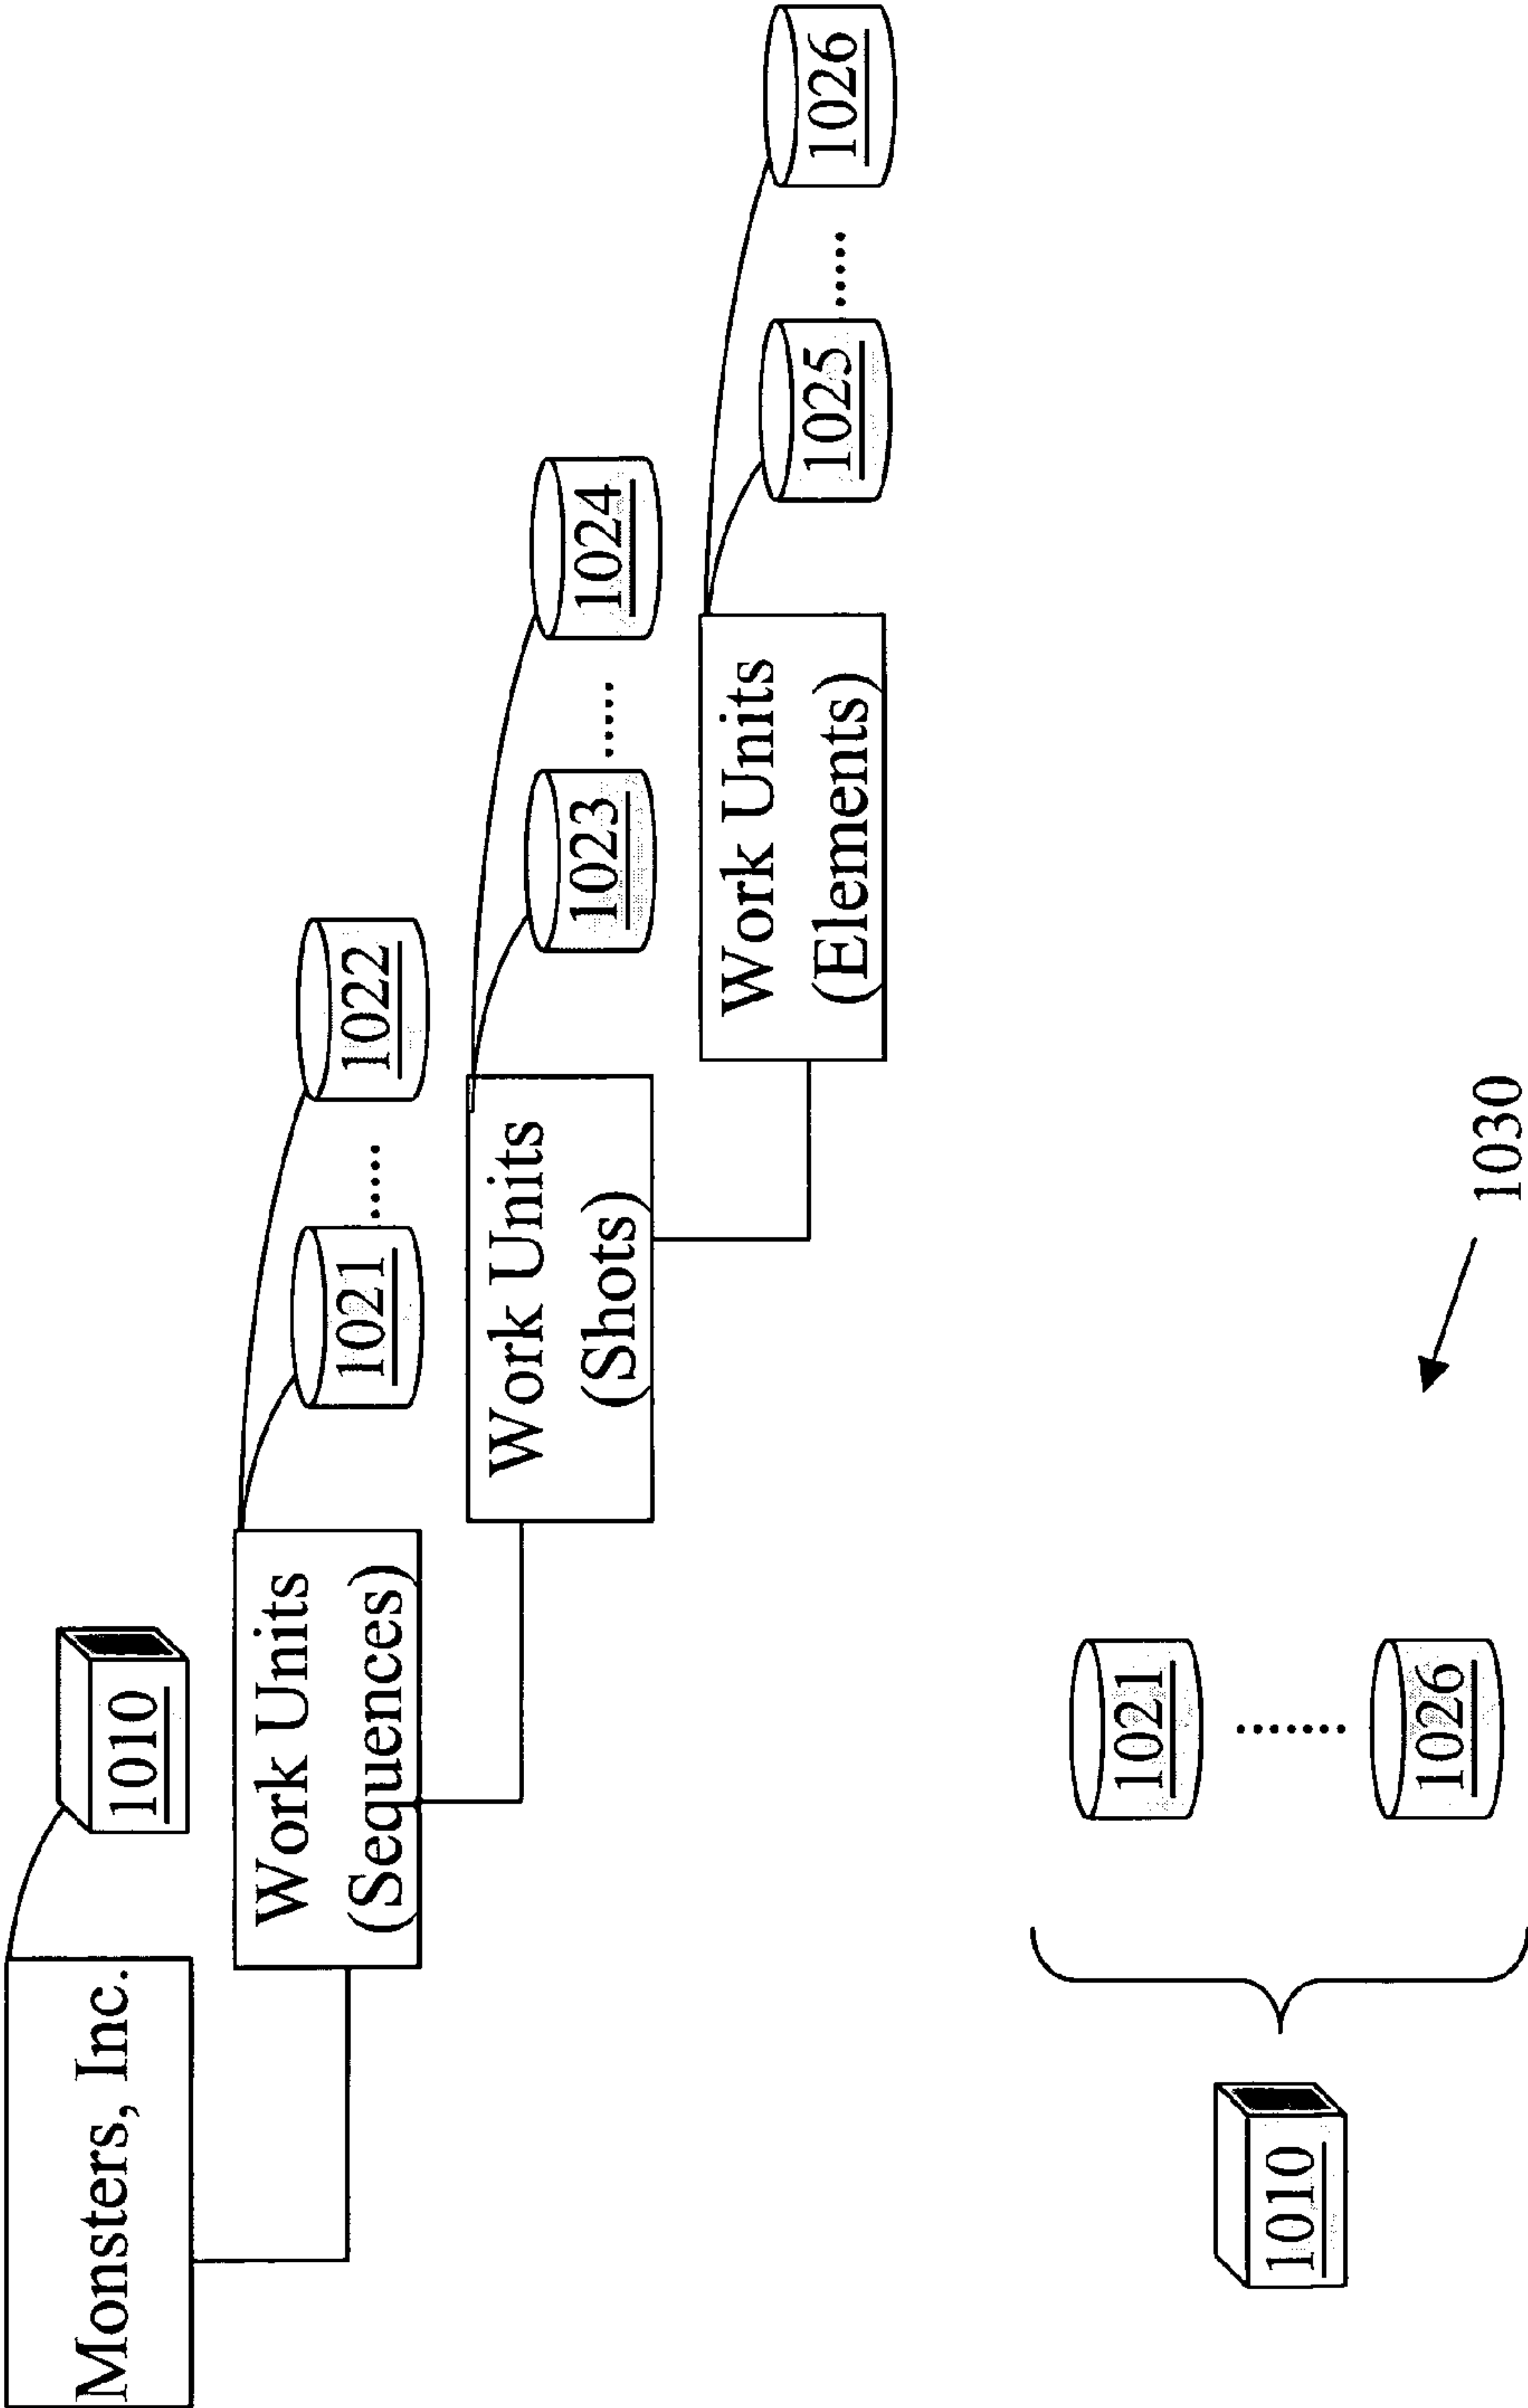 Monsters, Inc.
1010
Work Units
(Sequences)
1021
1022
Work Units
(Shots)
1023
1024
Work Units
(Elements)
1025
1026
1010
1021
1026
1030